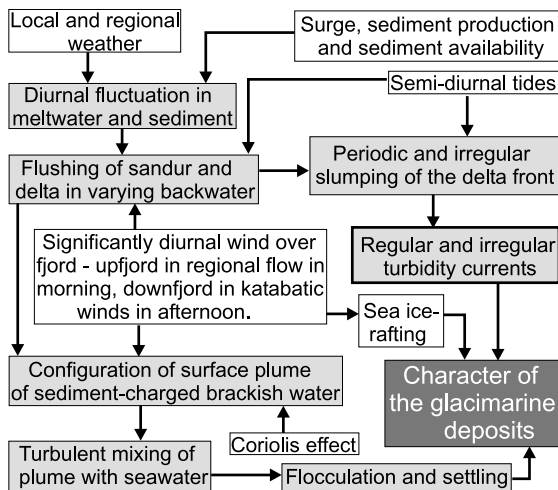 Local and regional
weather
Surge, sediment production
and sediment availability
Semi-diurnal tides
Diurnal fluctuation in
meltwater and sediment
Flushing of sandur and
delta in varying backwater
Periodic and irregular
slumping of the delta front
Significantly diurnal wind over
fjord - upfjord in regional flow in
morning, downfjord in katabatic
winds in afternoon.
Regular and irregular
turbidity currents
Sea ice-
rafting
Configuration of surface plume
of sediment-charged brackish water
Character of
the glacimarine
deposits
Coriolis effect
Turbulent mixing of
plume with seawater
Flocculation and settling